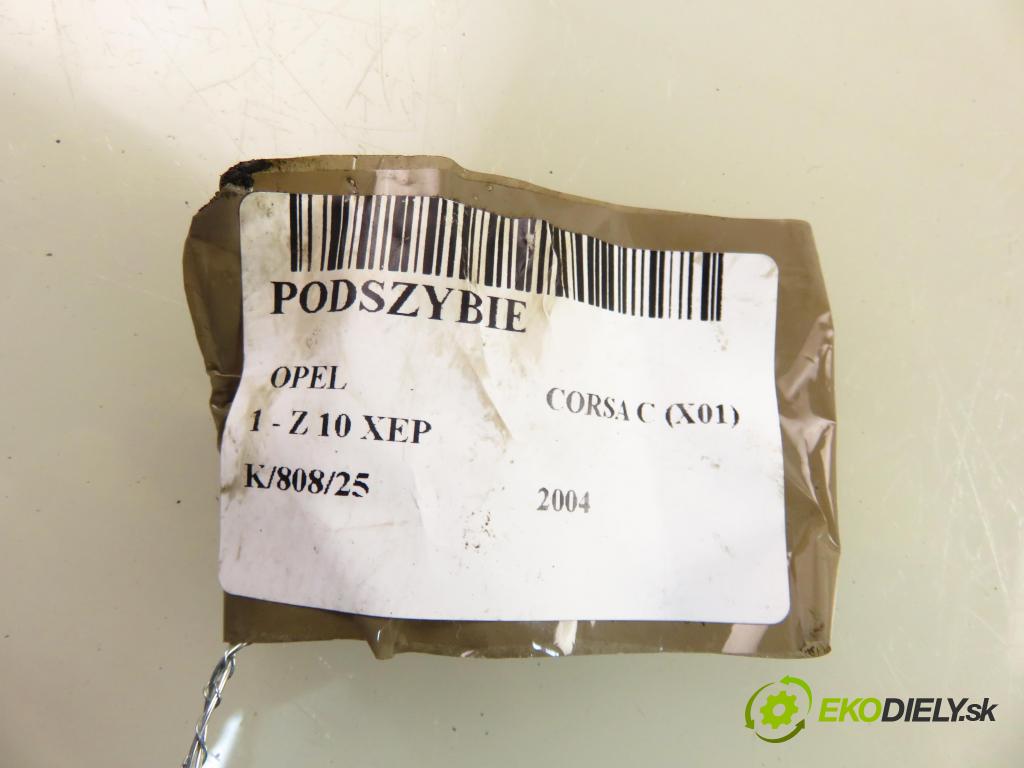 PODSZYBIE
OPEL
CORSA C (X01)
1 - Z 10 XEP
K/808/25
2004
EKODIELY.sk